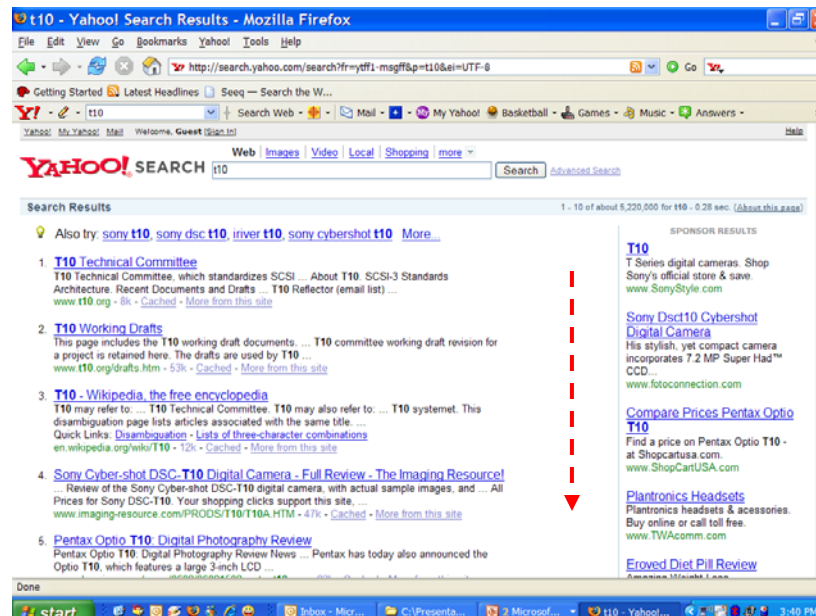 t10 - Yahoo! Search Results - Mozilla Firefox
File Edit View Go Bookmarks Yahoo! Tools Help
http://search.yahoo.com/search?fr=ytff1-msgff&p=t10&ei=UTF-8 Go
Getting Started Latest Headlines Seeq — Search the W...
Y! t10 Search Web Mail My Yahoo! Basketball Games Music Answers
Yahoo! My Yahoo! Mail Welcome, Guest [Sign In] Help
Web Images Video Local Shopping more
YAHOO! SEARCH t10 Search Advanced Search
Search Results 1 - 10 of about 5,220,000 for t10 - 0.28 sec. (About this page)
Also try: sony t10, sony dsc t10, iriver t10, sony cybershot t10 More...
1. T10 Technical Committee
T10 Technical Committee, which standardizes SCSI ... About T10. SCSI-3 Standards
Architecture. Recent Documents and Drafts ... T10 Reflector (email list) ...
www.t10.org - 8k - Cached - More from this site
2. T10 Working Drafts
This page includes the T10 working draft documents. ... T10 committee working draft revision for
a project is retained here. The drafts are used by T10 ...
www.t10.org/drafts.htm - 53k - Cached - More from this site
3. T10 - Wikipedia, the free encyclopedia
T10 may refer to: ... T10 Technical Committee. T10 may also refer to: ... T10 systemet. This
disambiguation page lists articles associated with the same title. ...
Quick Links: Disambiguation - Lists of three-character combinations
en.wikipedia.org/wiki/T10 - 12k - Cached - More from this site
4. Sony Cyber-shot DSC-T10 Digital Camera - Full Review - The Imaging Resource!
... Review of the Sony Cyber-shot DSC-T10 digital camera, with actual sample images, and ... All
Prices for Sony DSC-T10. Your shopping clicks support this site, ...
www.imaging-resource.com/PRODS/T10/T10A.HTM - 47k - Cached - More from this site
5. Pentax Optio T10: Digital Photography Review
Pentax Optio T10: Digital Photography Review News ... Pentax has today also announced the
Optio T10, which features a large 3-inch LCD ...
SPONSOR RESULTS
T10
T Series digital cameras. Shop
Sony's official store & save.
www.SonyStyle.com
Sony Dsct10 Cybershot
Digital Camera
His stylish, yet compact camera
incorporates 7.2 MP Super Had™
CCD...
www.fotoconnection.com
Compare Prices Pentax Optio
T10
Find a price on Pentax Optio T10 -
at Shopcartusa.com.
www.ShopCartUSA.com
Plantronics Headsets
Plantronics headsets & acessories.
Buy online or call toll free.
www.TWAcomm.com
Eroved Diet Pill Review
Amazing Weight Loss
Done
start Inbox - Micr... C:\Presenta... 2 Microsof... t10 - Yahoo!... 3:40 PM